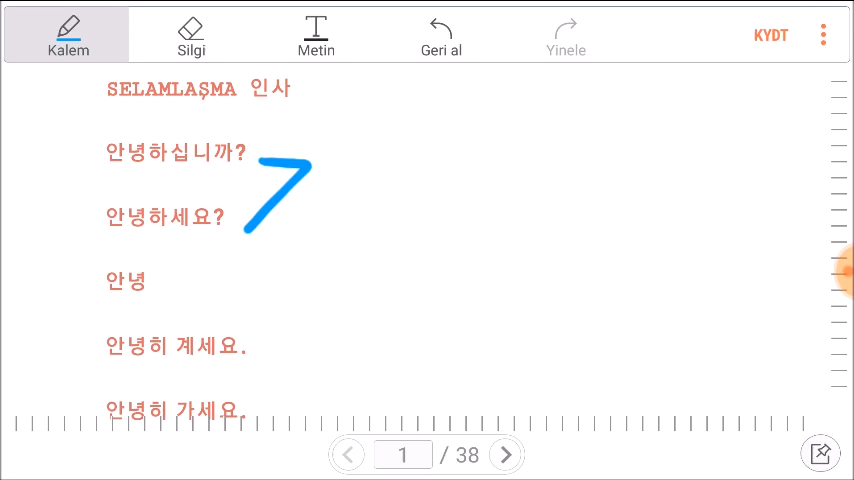 Kalem Silgi Metin Geri al Yinele KYDT
SELAMLAŞMA 인사
안녕하십니까?
안녕하세요?
안녕
안녕히 계세요.
안녕히 가세요.
1 / 38